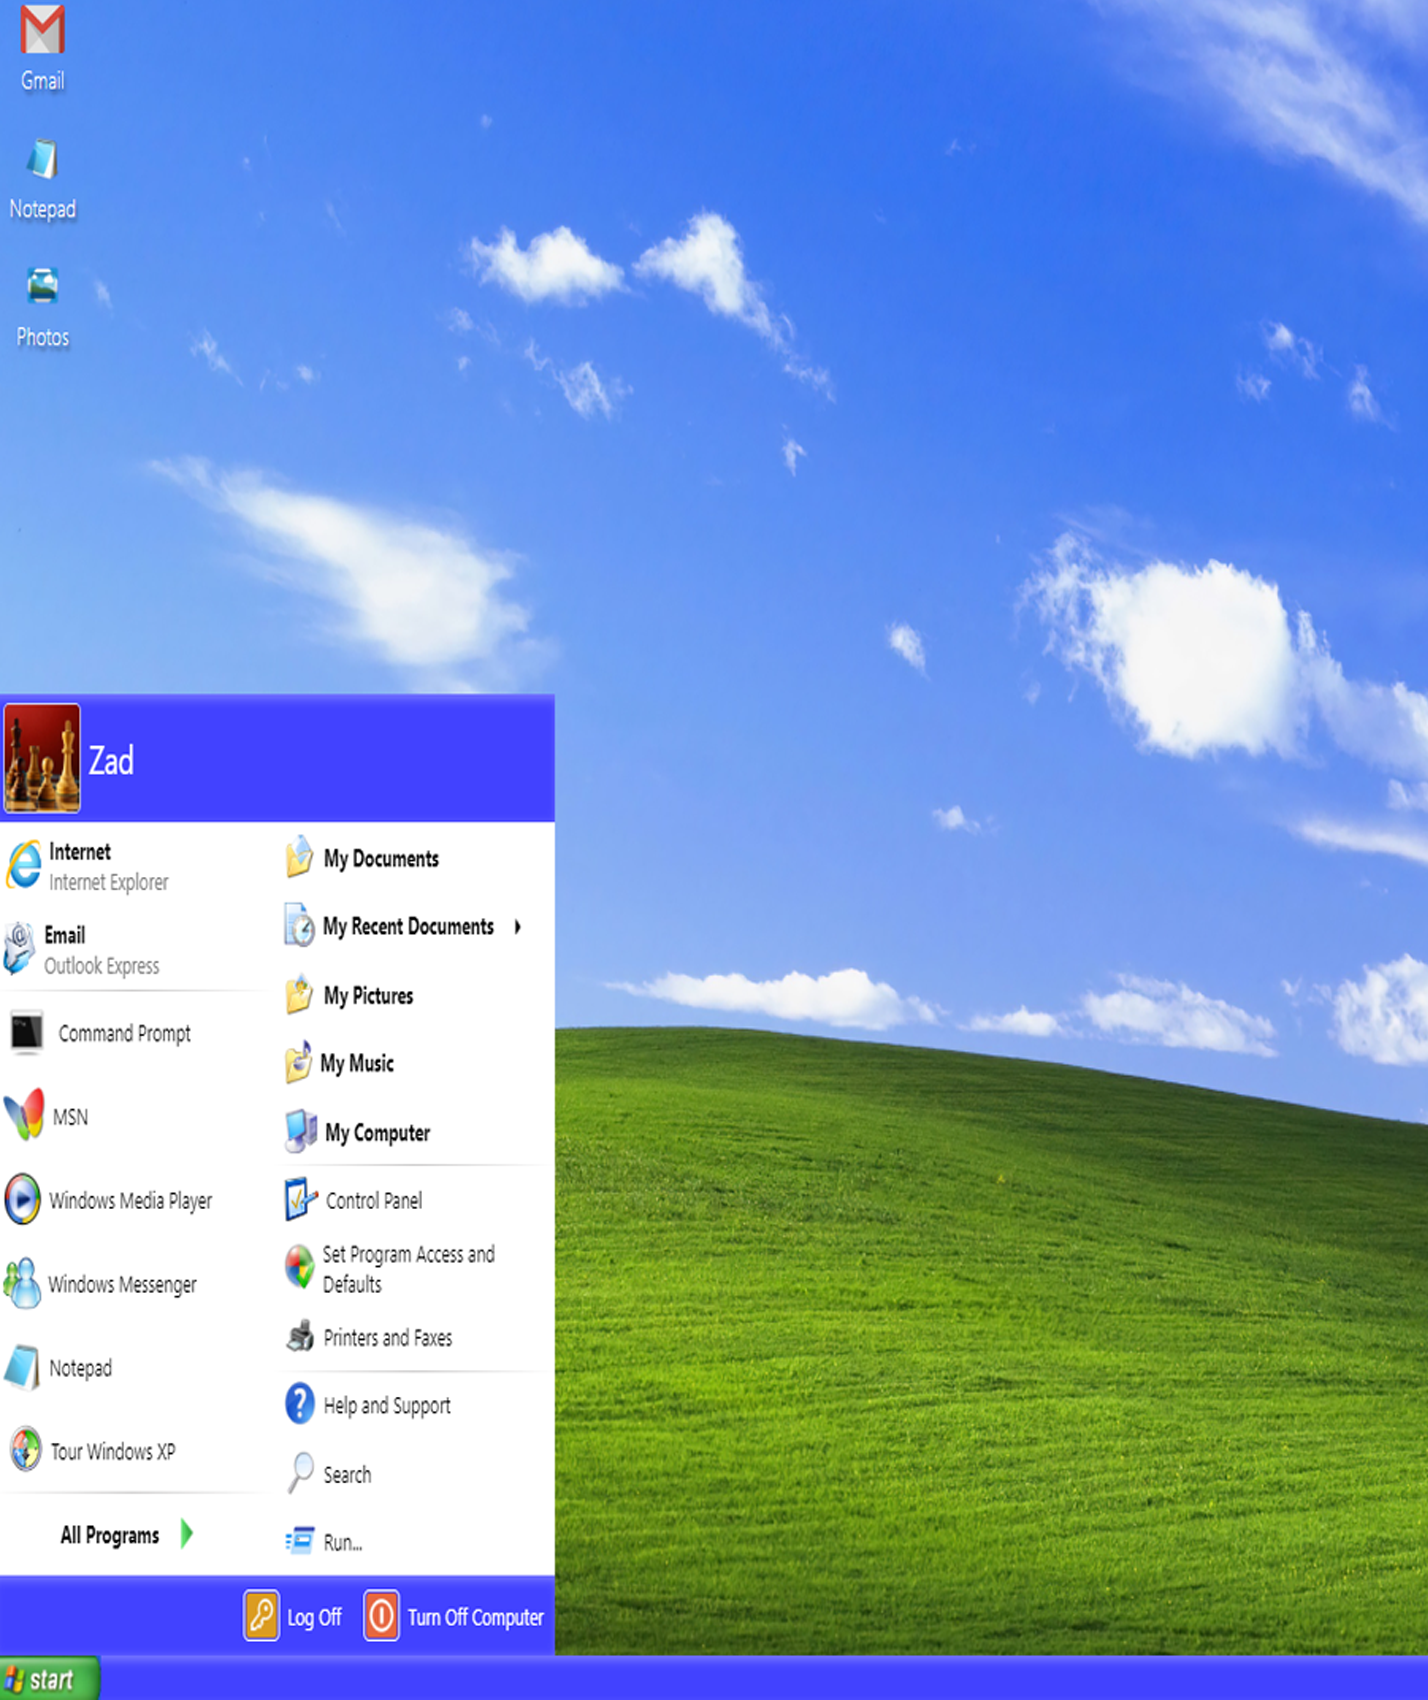 Gmail
Notepad
Photos
Zad
Internet
Internet Explorer
Email
Outlook Express
Command Prompt
MSN
Windows Media Player
Windows Messenger
Notepad
Tour Windows XP
All Programs
My Documents
My Recent Documents
My Pictures
My Music
My Computer
Control Panel
Set Program Access and
Defaults
Printers and Faxes
Help and Support
Search
Run...
Log Off
Turn Off Computer
start